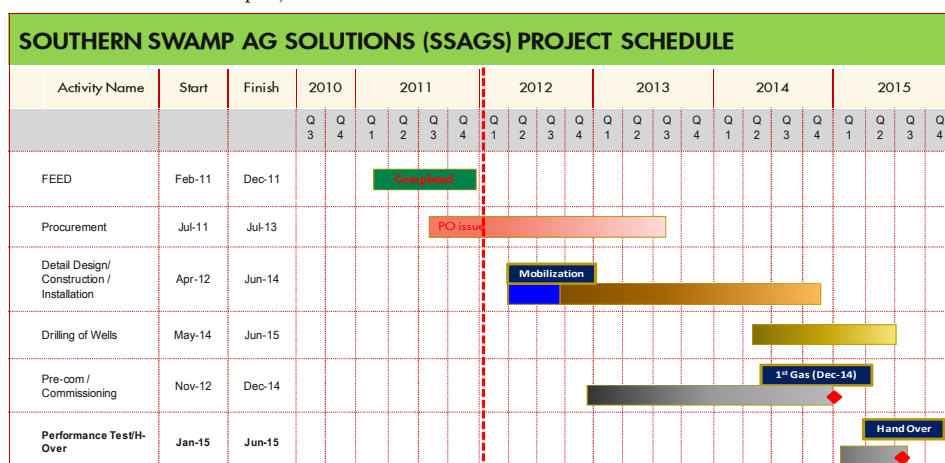 SOUTHERN SWAMP AG SOLUTIONS (SSAGS) PROJECT SCHEDULE
Activity Name Start Finish 2010 2011 2012 2013 2014 2015
Q Q Q Q Q Q Q Q Q Q Q Q Q Q Q Q Q Q Q Q Q Q
3 4 1 2 3 4 1 2 3 4 1 2 3 4 1 2 3 4 1 2 3 4
FEED Feb-11 Dec-11 Completed
Procurement Jul-11 Jul-13 PO issue
Detail Design/
Construction /
Installation
Apr-12 Jun-14 Mobilization
Drilling of Wells May-14 Jun-15
Pre-com /
Commissioning
Nov-12 Dec-14 1st Gas (Dec-14)
Performance Test/H-
Over
Jan-15 Jun-15 Hand Over